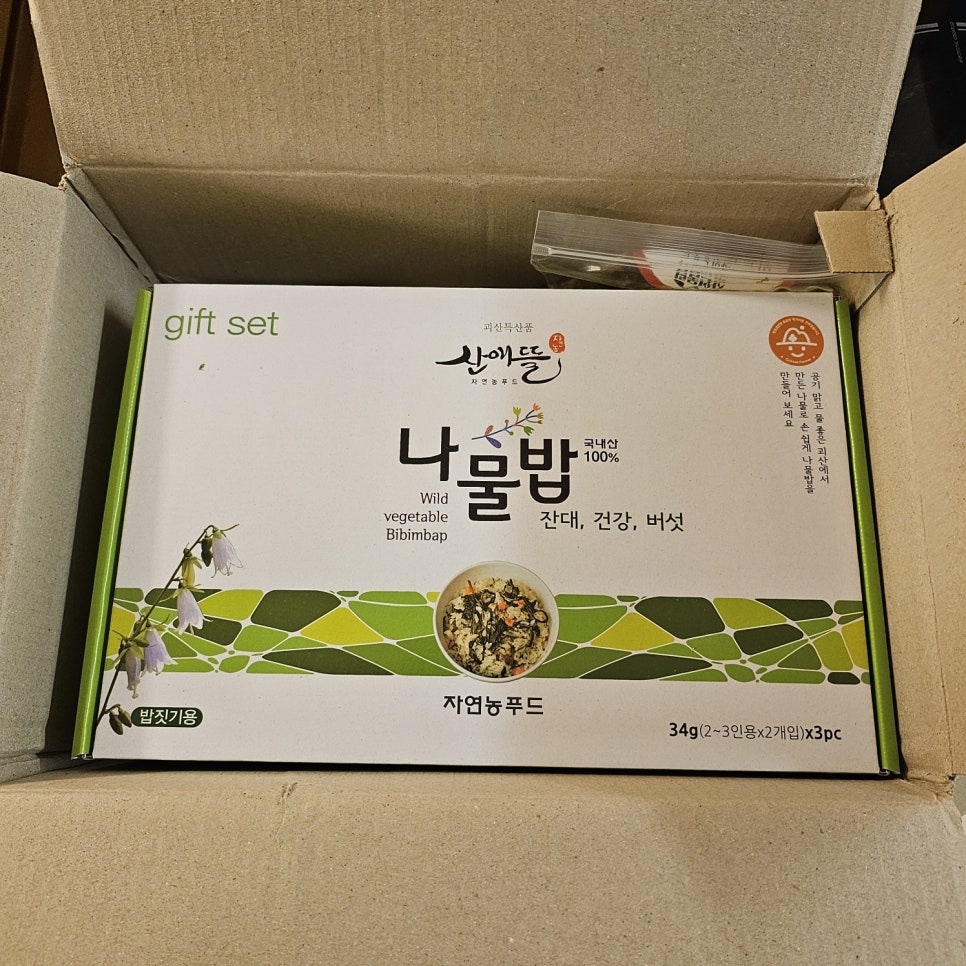 gift set
괴산특산품
산애뜰
자연
자연농푸드
공기 맑고 물 좋은 괴산에서
만든 나물로 손 쉽게 나물밥을
만들어 보세요
나물밥
국내산
100%
Wild
vegetable
Bibimbap
잔대, 건강, 버섯
자연농푸드
밥짓기용
34g(2~3인용x2개입)x3pc